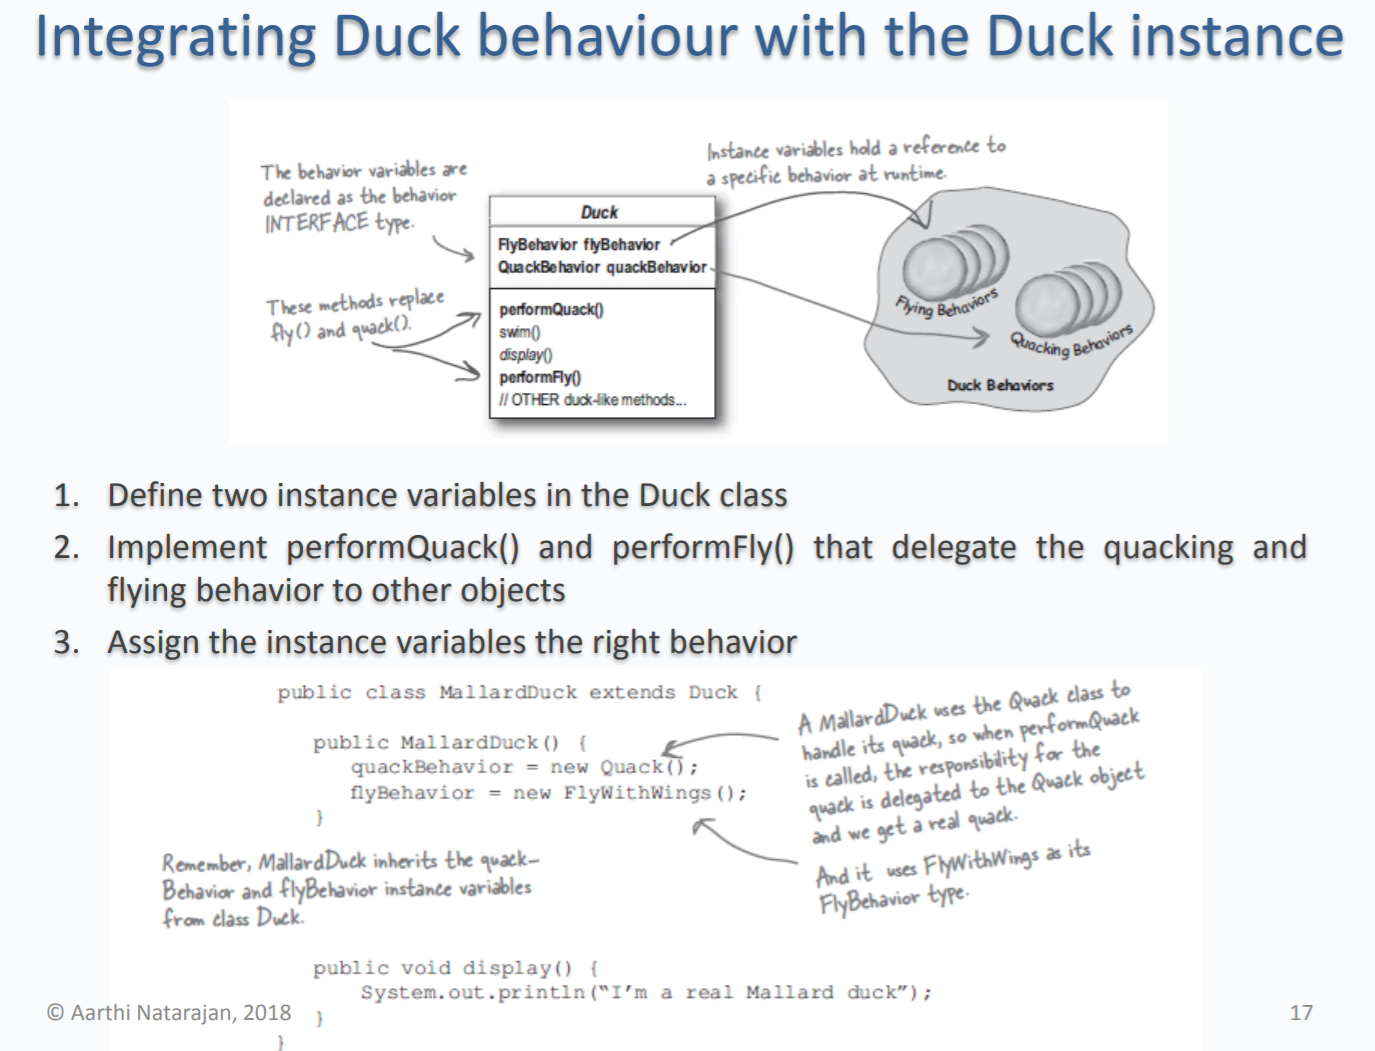 Integrating Duck behaviour with the Duck instance
The behavior variables are
declared as the behavior
INTERFACE type.
These methods replace
fly() and quack().
Duck
FlyBehavior flyBehavior
QuackBehavior quackBehavior
performQuack()
swim()
display()
performFly()
// OTHER duck-like methods...
Instance variables hold a reference to
a specific behavior at runtime.
Flying Behaviors
Quacking Behaviors
Duck Behaviors
1. Define two instance variables in the Duck class
2. Implement performQuack() and performFly() that delegate the quacking and
flying behavior to other objects
3. Assign the instance variables the right behavior
public class MallardDuck extends Duck {
public MallardDuck() {
quackBehavior = new Quack();
flyBehavior = new FlyWithWings();
}
A MallardDuck uses the Quack class to
handle its quack, so when performQuack
is called, the responsibility for the
quack is delegated to the Quack object
and we get a real quack.
And it uses FlyWithWings as its
FlyBehavior type.
Remember, MallardDuck inherits the quack-
Behavior and flyBehavior instance variables
from class Duck.
public void display() {
System.out.println("I'm a real Mallard duck");
}
}
© Aarthi Natarajan, 2018
17